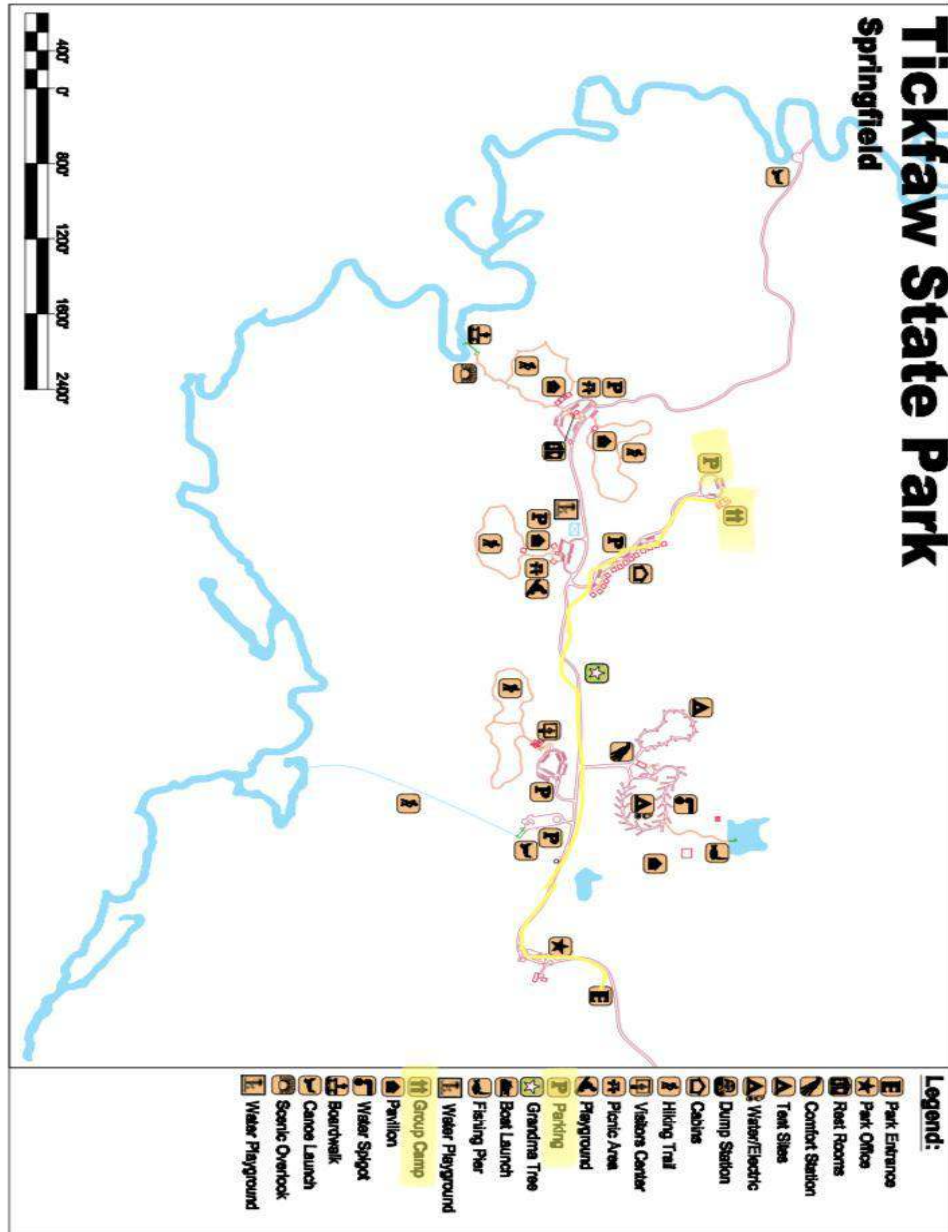 Tickfaw State Park
Springfield
400'
0'
800'
1200'
1600'
2400'
P
P
P
P
P
P
E
Legend:
E Park Entrance
Park Office
Rest Rooms
Comfort Station
Tent Sites
Water/Electric
Dump Station
Cabins
Hiking Trail
Visitors Center
Picnic Area
Playground
P Parking
Grandma Tree
Boat Launch
Fishing Pier
Water Playground
Group Camp
Pavilion
Water Spigot
Boardwalk
Canoe Launch
Scenic Overlook
Water Playground